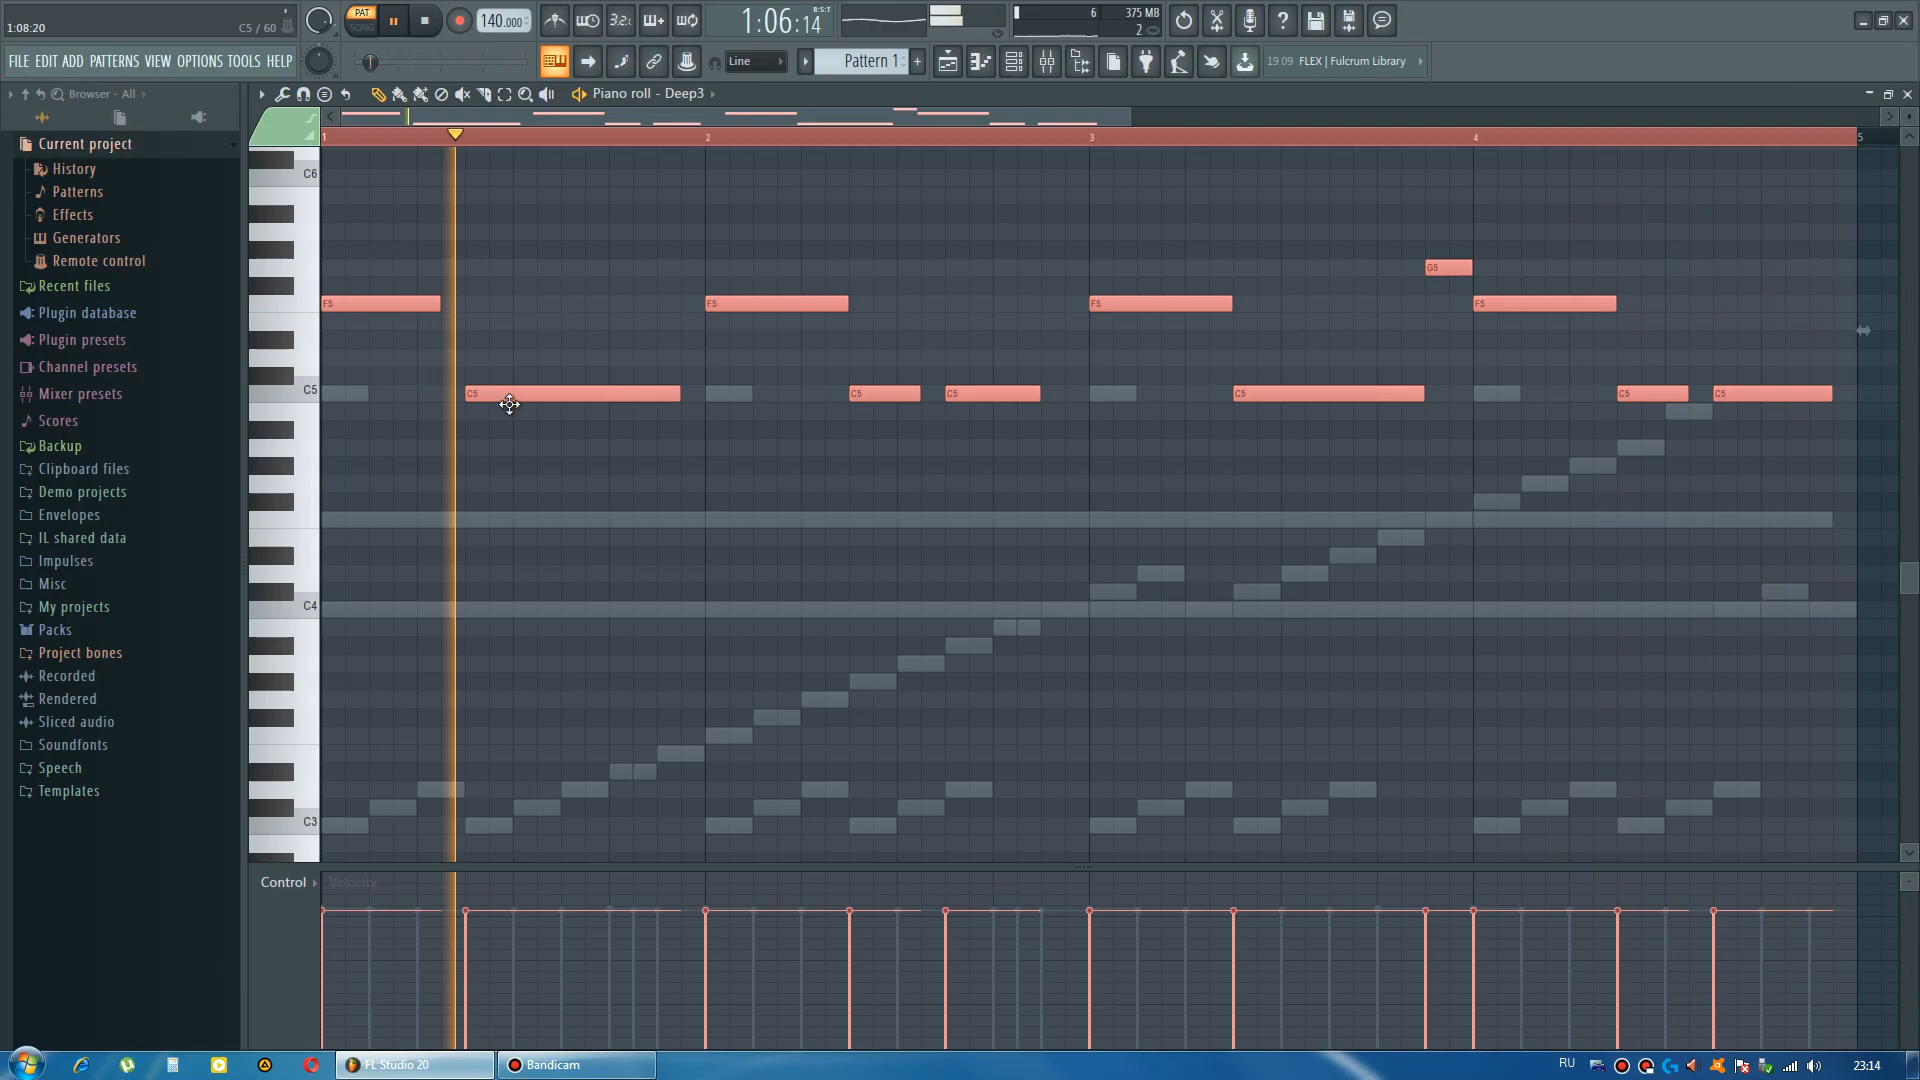 1:08:20
C5 / 60
PAT
SONG
140.000
3.2.
1:06:14
B:S:T
6
375 MB
2
FILE EDIT ADD PATTERNS VIEW OPTIONS TOOLS HELP
Line
Pattern 1
19.09 FLEX | Fulcrum Library
Browser - All
Piano roll - Deep3
Current project
History
Patterns
Effects
Generators
Remote control
Recent files
Plugin database
Plugin presets
Channel presets
Mixer presets
Scores
Backup
Clipboard files
Demo projects
Envelopes
IL shared data
Impulses
Misc
My projects
Packs
Project bones
Recorded
Rendered
Sliced audio
Soundfonts
Speech
Templates
1 2 3 4 5
C6
G5
F5 F5 F5 F5
C5
C5 C5 C5 C5 C5 C5
C4
C3
Control
Velocity
FL Studio 20
Bandicam
RU
23:14